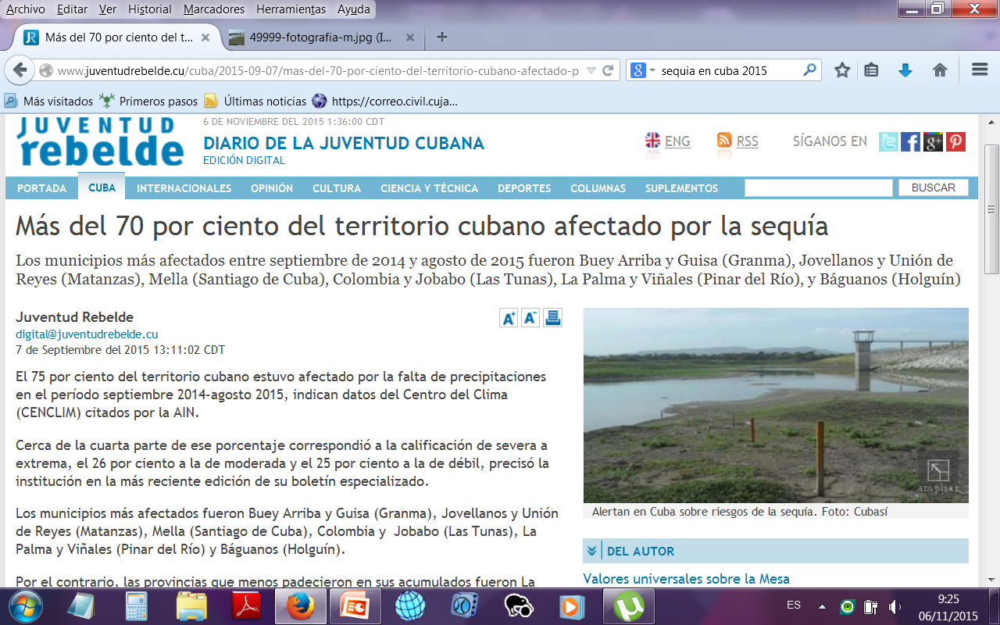 Archivo Editar Ver Historial Marcadores Herramientas Ayuda
Más del 70 por ciento del t...
49999-fotografia-m.jpg (I...
www.juventudrebelde.cu/cuba/2015-09-07/mas-del-70-por-ciento-del-territorio-cubano-afectado-p
sequia en cuba 2015
Más visitados Primeros pasos Últimas noticias https://correo.civil.cuja...
JUVENTUD
rebelde
6 DE NOVIEMBRE DEL 2015 1:36:00 CDT
DIARIO DE LA JUVENTUD CUBANA
EDICIÓN DIGITAL
ENG RSS SÍGANOS EN
PORTADA CUBA INTERNACIONALES OPINIÓN CULTURA CIENCIA Y TÉCNICA DEPORTES COLUMNAS SUPLEMENTOS BUSCAR
Más del 70 por ciento del territorio cubano afectado por la sequía
Los municipios más afectados entre septiembre de 2014 y agosto de 2015 fueron Buey Arriba y Guisa (Granma), Jovellanos y Unión de
Reyes (Matanzas), Mella (Santiago de Cuba), Colombia y Jobabo (Las Tunas), La Palma y Viñales (Pinar del Río), y Báguanos (Holguín)
Juventud Rebelde
digital@juventudrebelde.cu
7 de Septiembre del 2015 13:11:02 CDT
A+ A-
El 75 por ciento del territorio cubano estuvo afectado por la falta de precipitaciones
en el período septiembre 2014-agosto 2015, indican datos del Centro del Clima
(CENCLIM) citados por la AIN.
Cerca de la cuarta parte de ese porcentaje correspondió a la calificación de severa a
extrema, el 26 por ciento a la de moderada y el 25 por ciento a la de débil, precisó la
institución en la más reciente edición de su boletín especializado.
Los municipios más afectados fueron Buey Arriba y Guisa (Granma), Jovellanos y Unión
de Reyes (Matanzas), Mella (Santiago de Cuba), Colombia y Jobabo (Las Tunas), La
Palma y Viñales (Pinar del Río) y Báguanos (Holguín).
Por el contrario, las provincias que menos padecieron en sus acumulados fueron La
ampliar
Alertan en Cuba sobre riesgos de la sequía. Foto: Cubasí
DEL AUTOR
Valores universales sobre la Mesa
ES
9:25
06/11/2015